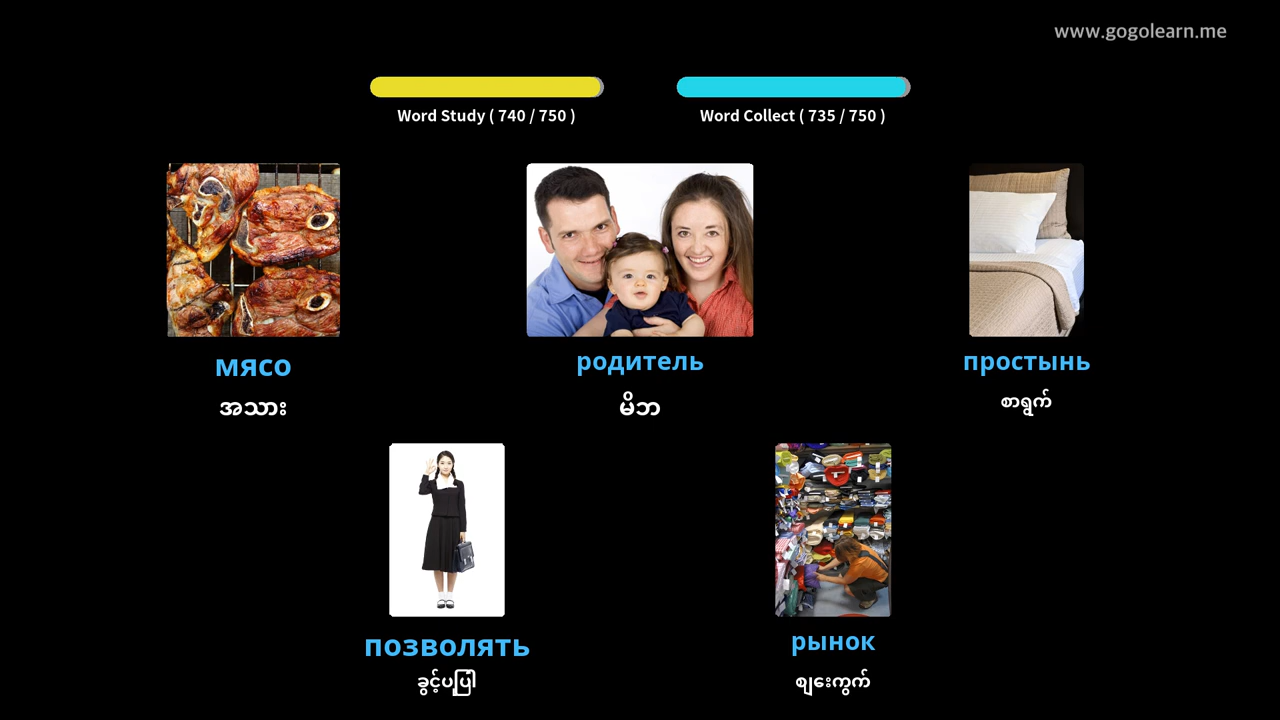 www.gogolearn.me
Word Study ( 740 / 750 )
Word Collect ( 735 / 750 )
мясо
родитель
простынь
အသား
မိဘ
စာရွက်
позволять
рынок
ခွင့်ပြုပါ
ဈေးကွက်